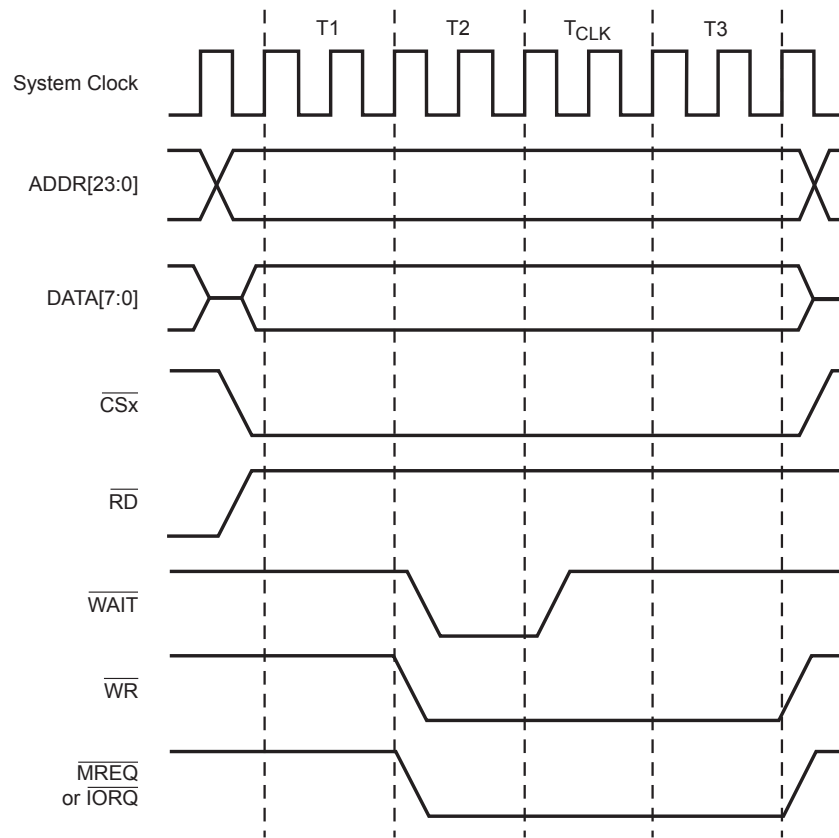 T1 T2 TCLK T3
System Clock
ADDR[23:0]
DATA[7:0]
CSx
RD
WAIT
WR
MREQ
or IORQ